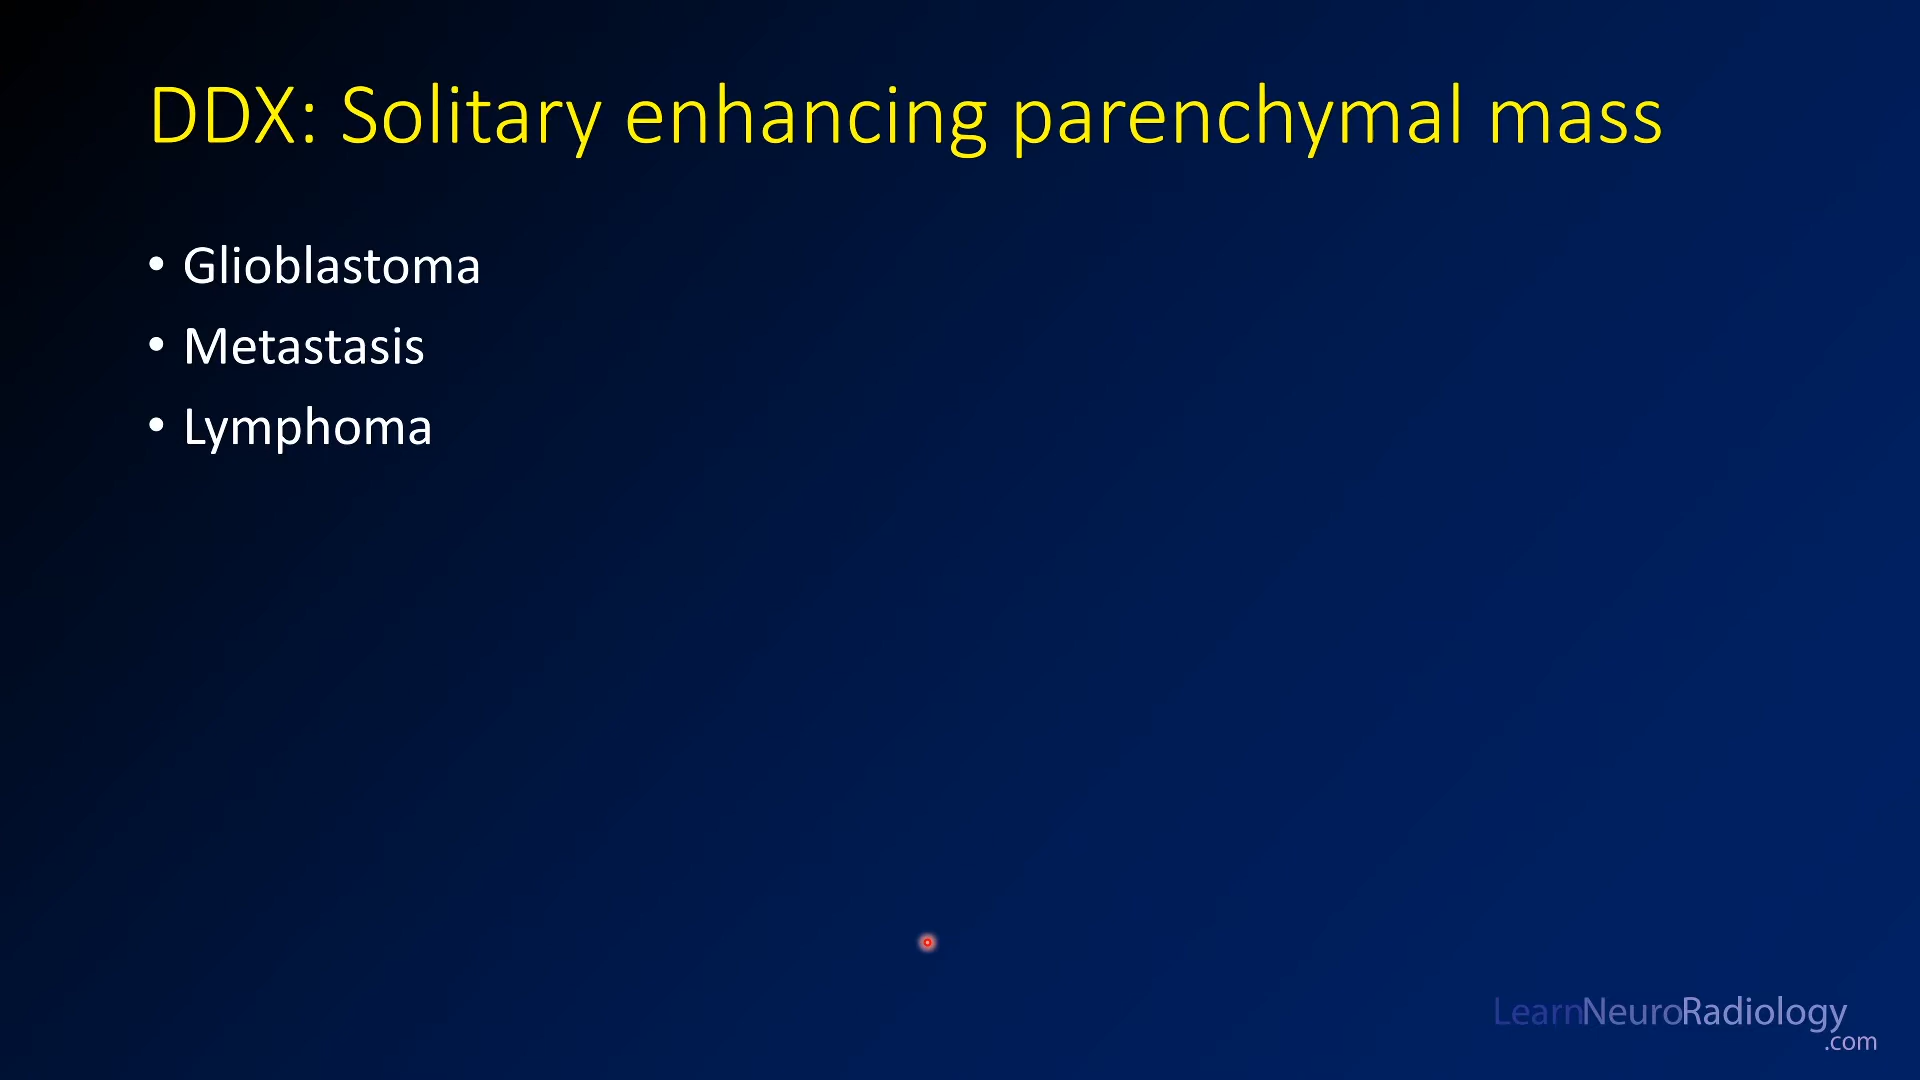 DDX: Solitary enhancing parenchymal mass
• Glioblastoma
• Metastasis
• Lymphoma
LearnNeuroRadiology
.com